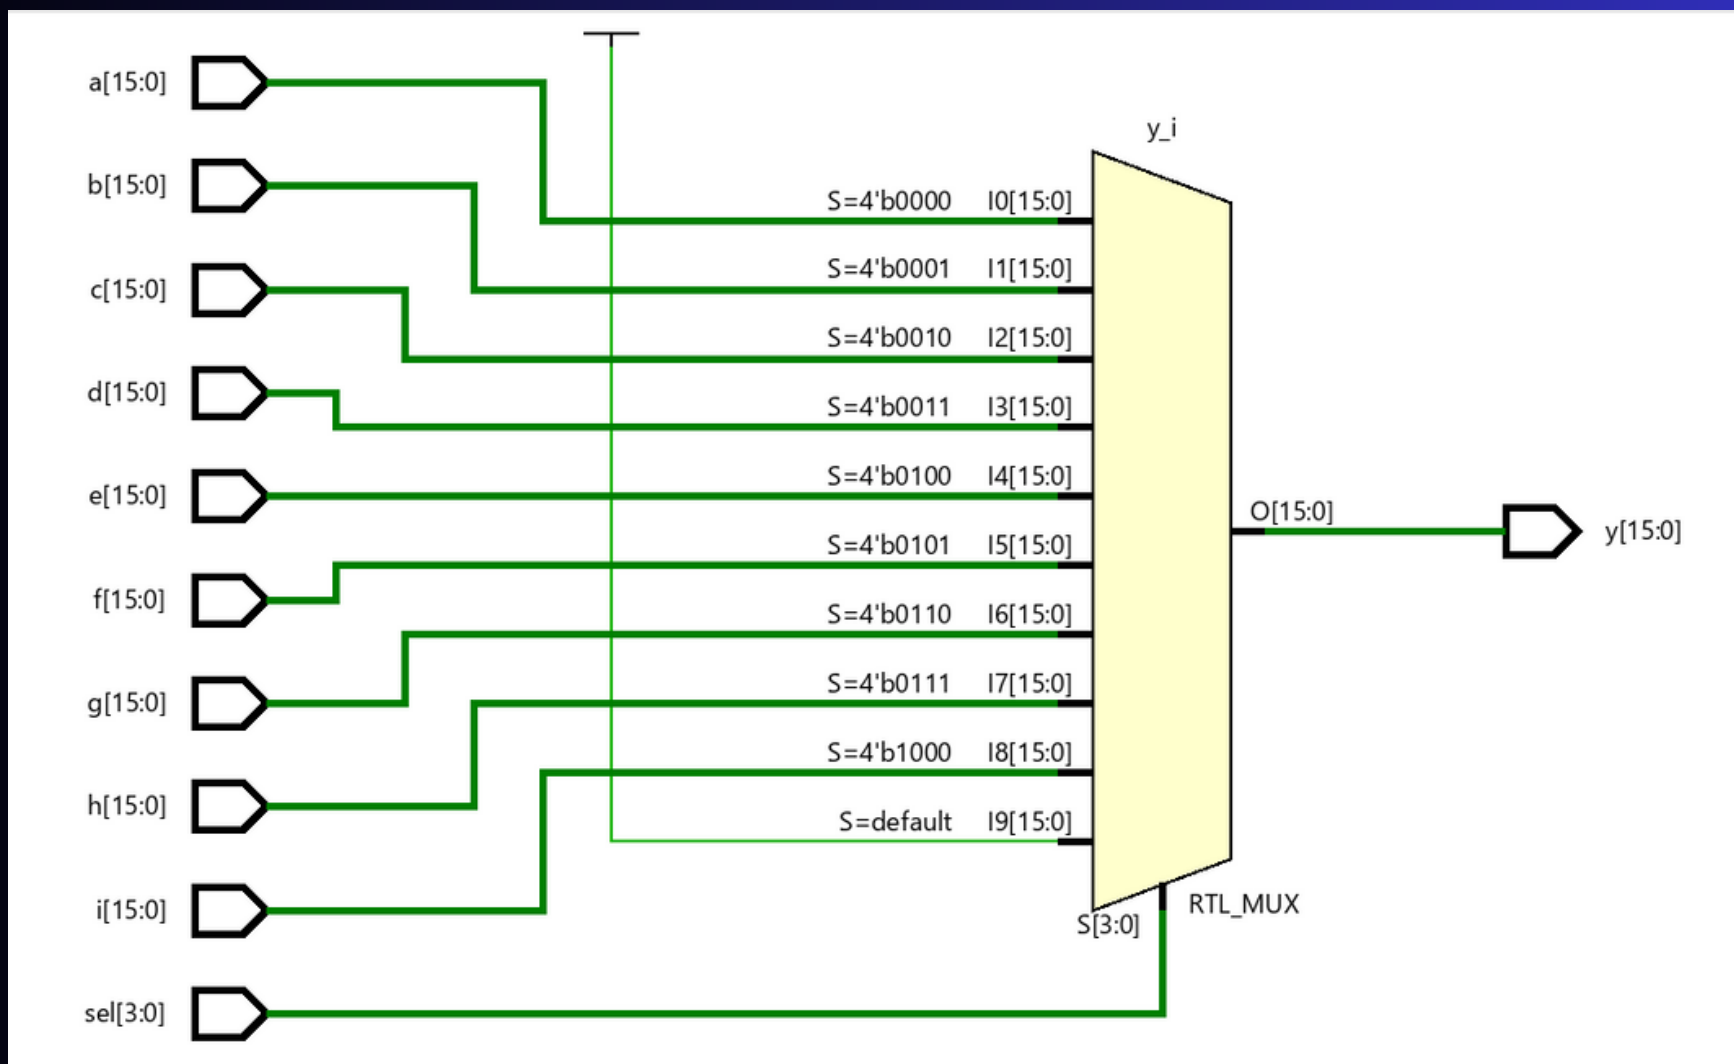 a[15:0]
b[15:0]
c[15:0]
d[15:0]
e[15:0]
f[15:0]
g[15:0]
h[15:0]
i[15:0]
sel[3:0]
y_i
S=4'b0000 I0[15:0]
S=4'b0001 I1[15:0]
S=4'b0010 I2[15:0]
S=4'b0011 I3[15:0]
S=4'b0100 I4[15:0]
S=4'b0101 I5[15:0]
S=4'b0110 I6[15:0]
S=4'b0111 I7[15:0]
S=4'b1000 I8[15:0]
S=default I9[15:0]
S[3:0]
RTL_MUX
O[15:0]
y[15:0]